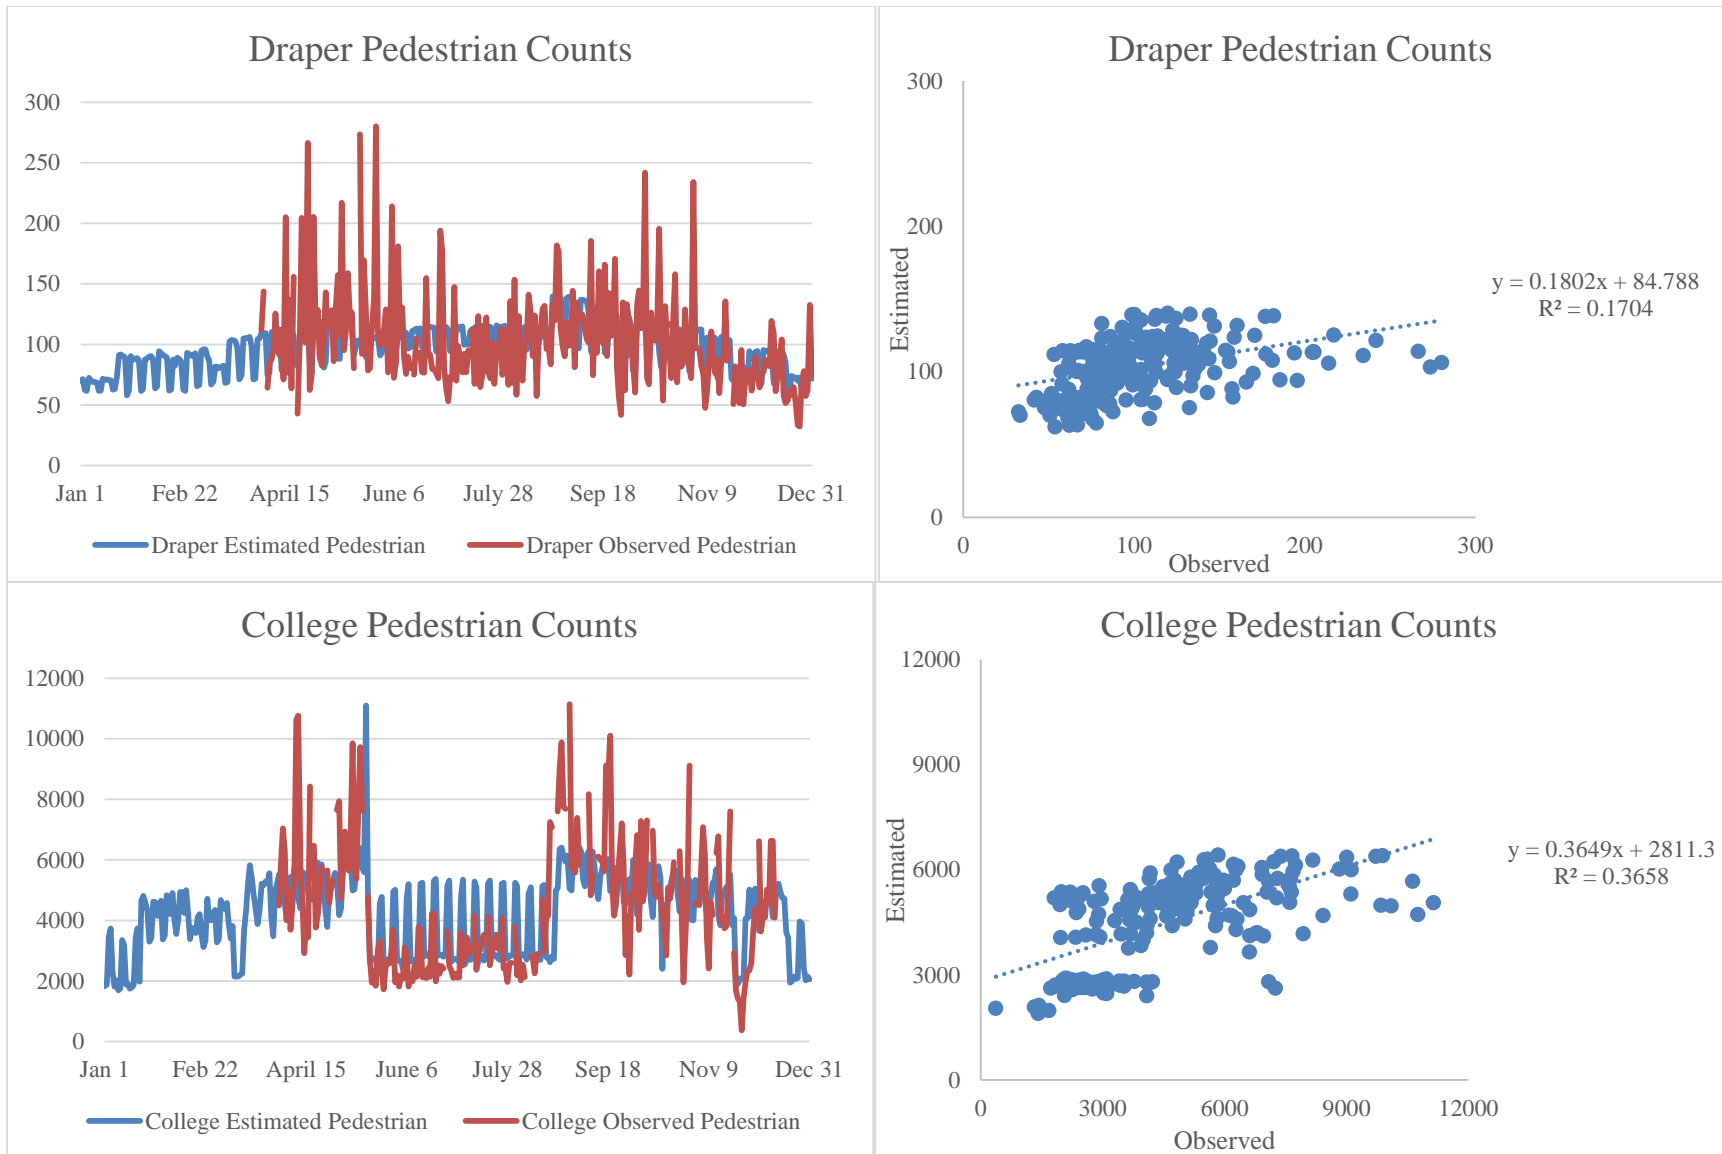 Draper Pedestrian Counts
300
250
200
150
100
50
0
Jan 1 Feb 22 April 15 June 6 July 28 Sep 18 Nov 9 Dec 31
Draper Estimated Pedestrian Draper Observed Pedestrian
Draper Pedestrian Counts
300
200
100
0
Estimated
0 100 200 300
Observed
y = 0.1802x + 84.788
R² = 0.1704
College Pedestrian Counts
12000
10000
8000
6000
4000
2000
0
Jan 1 Feb 22 April 15 June 6 July 28 Sep 18 Nov 9 Dec 31
College Estimated Pedestrian College Observed Pedestrian
College Pedestrian Counts
12000
9000
6000
3000
0
Estimated
0 3000 6000 9000 12000
Observed
y = 0.3649x + 2811.3
R² = 0.3658